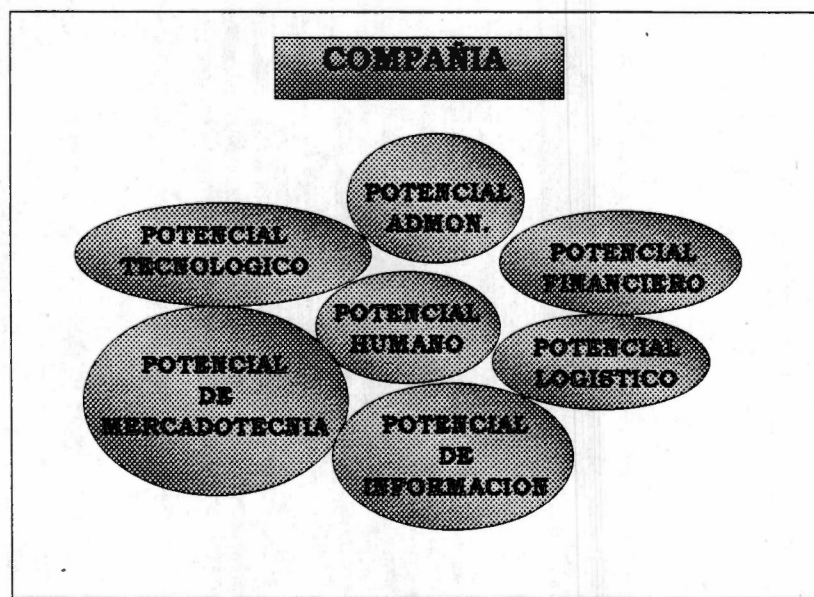 COMPAÑIA
POTENCIAL
ADMON.
POTENCIAL
TECNOLOGICO
POTENCIAL
FINANCIERO
POTENCIAL
HUMANO
POTENCIAL
LOGISTICO
POTENCIAL
DE
MERCADOTECNIA
POTENCIAL
DE
INFORMACION